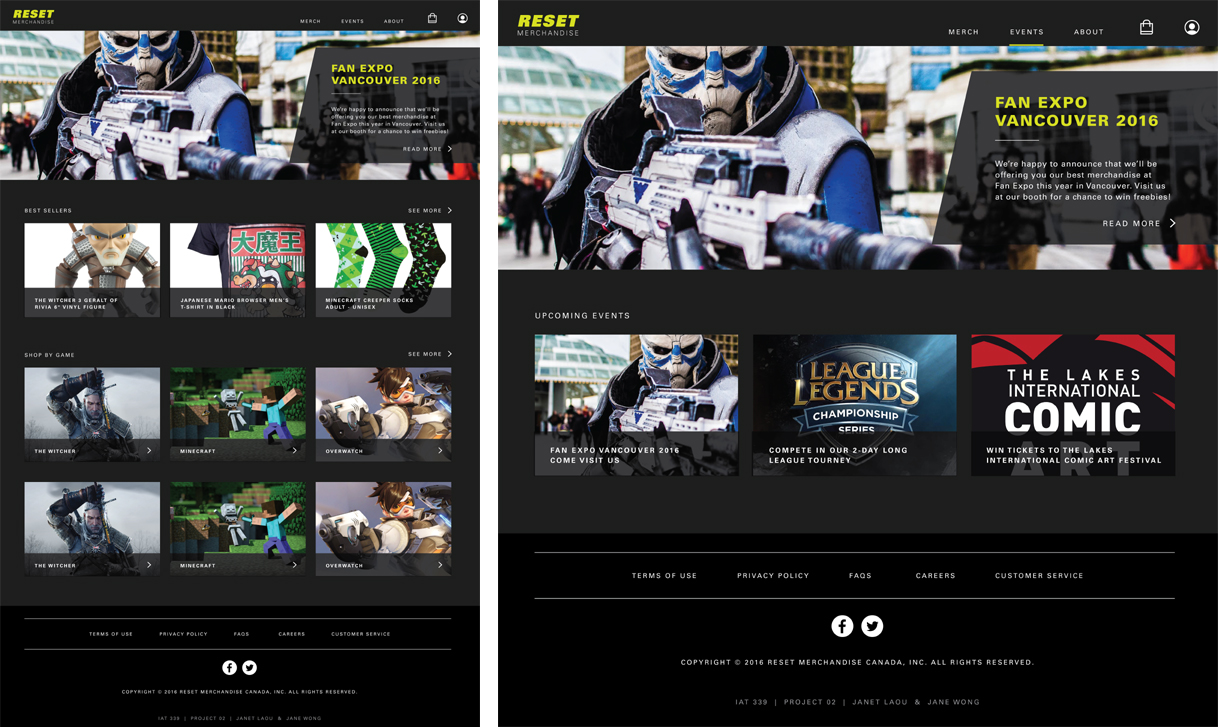 RESET
MERCHANDISE
MERCH
EVENTS
ABOUT
FAN EXPO
VANCOUVER 2016
We're happy to announce that we'll be
offering you our best merchandise at
Fan Expo this year in Vancouver. Visit us
at our booth for a chance to win freebies!
READ MORE
BEST SELLERS
SEE MORE
大魔王
THE WITCHER 3 GERALT OF
RIVIA 6" VINYL FIGURE
JAPANESE MARIO BROWSER MEN'S
T-SHIRT IN BLACK
MINECRAFT CREEPER SOCKS
ADULT - UNISEX
SHOP BY GAME
SEE MORE
THE WITCHER
MINECRAFT
OVERWATCH
THE WITCHER
MINECRAFT
OVERWATCH
TERMS OF USE
PRIVACY POLICY
FAQS
CAREERS
CUSTOMER SERVICE
COPYRIGHT © 2016 RESET MERCHANDISE CANADA, INC. ALL RIGHTS RESERVED.
IAT 339 | PROJECT 02 | JANET LAOU & JANE WONG
RESET
MERCHANDISE
MERCH
EVENTS
ABOUT
FAN EXPO
VANCOUVER 2016
We're happy to announce that we'll be
offering you our best merchandise at
Fan Expo this year in Vancouver. Visit us
at our booth for a chance to win freebies!
READ MORE
UPCOMING EVENTS
FAN EXPO VANCOUVER 2016
COME VISIT US
LEAGUE
LEGENDS
CHAMPIONSHIP
SERIES
COMPETE IN OUR 2-DAY LONG
LEAGUE TOURNEY
THE LAKES
INTERNATIONAL
COMIC
ART
WIN TICKETS TO THE LAKES
INTERNATIONAL COMIC ART FESTIVAL
TERMS OF USE
PRIVACY POLICY
FAQS
CAREERS
CUSTOMER SERVICE
COPYRIGHT © 2016 RESET MERCHANDISE CANADA, INC. ALL RIGHTS RESERVED.
IAT 339 | PROJECT 02 | JANET LAOU & JANE WONG